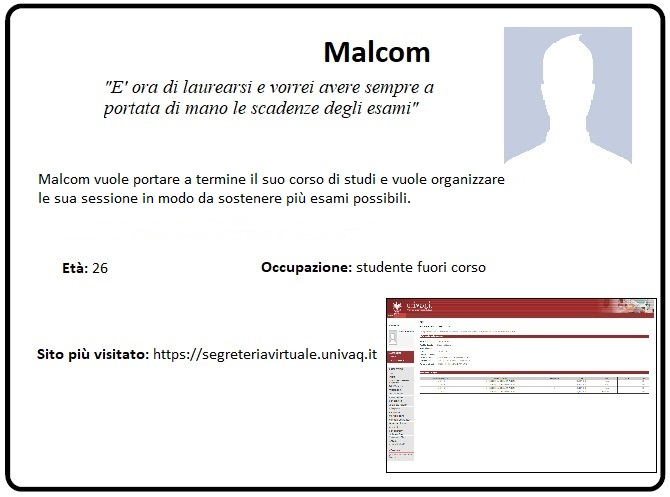 Malcom
"E' ora di laurearsi e vorrei avere sempre a
portata di mano le scadenze degli esami"
Malcom vuole portare a termine il suo corso di studi e vuole organizzare
le sua sessione in modo da sostenere più esami possibili.
Età: 26
Occupazione: studente fuori corso
Sito più visitato: https://segreteriavirtuale.univaq.it